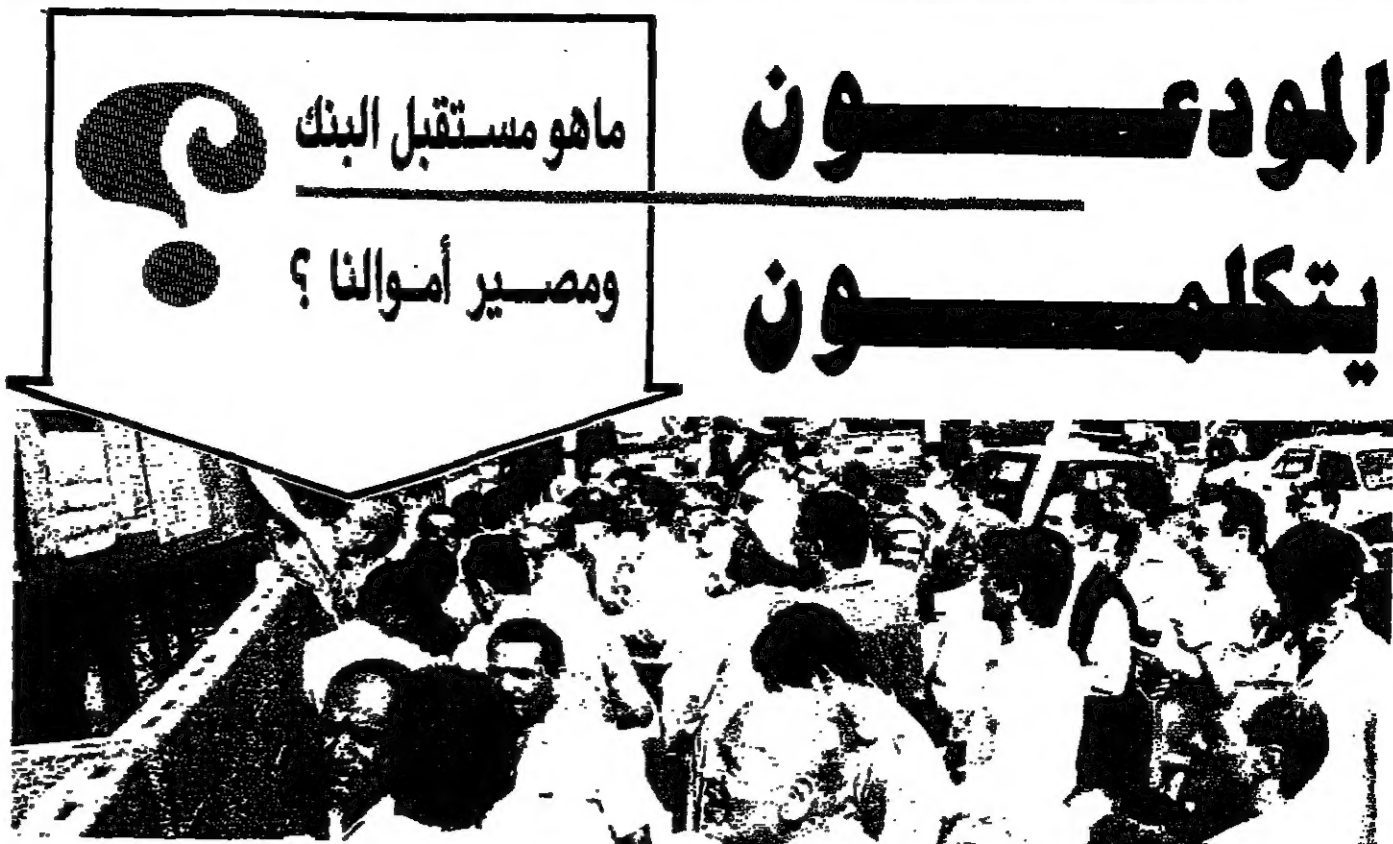 المودعون
يتكلمون
ماهو مستقبل البنك
ومصير أموالنا ؟
؟